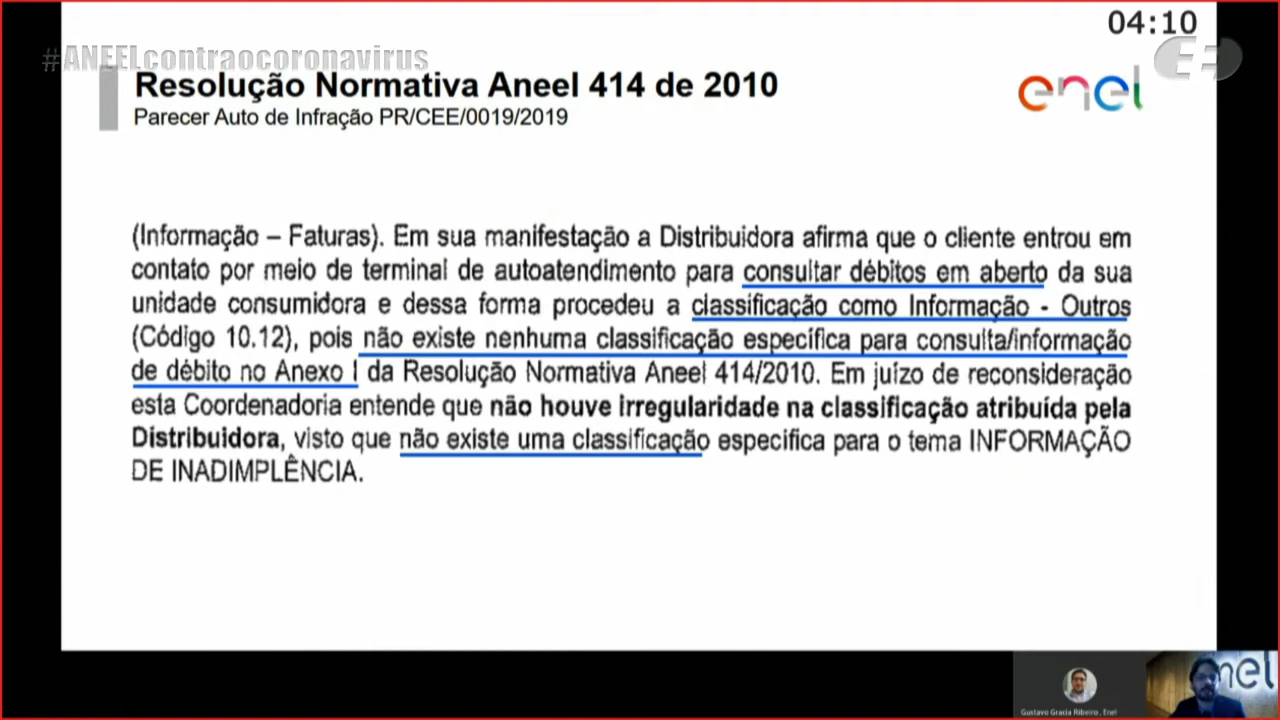 04:10
#ANEELcontraocoronavirus
Resolução Normativa Aneel 414 de 2010
Parecer Auto de Infração PR/CEE/0019/2019
enel
(Informação – Faturas). Em sua manifestação a Distribuidora afirma que o cliente entrou em
contato por meio de terminal de autoatendimento para consultar débitos em aberto da sua
unidade consumidora e dessa forma procedeu a classificação como Informação - Outros
(Código 10.12), pois não existe nenhuma classificação específica para consulta/informação
de débito no Anexo I da Resolução Normativa Aneel 414/2010. Em juízo de reconsideração
esta Coordenadoria entende que não houve irregularidade na classificação atribuída pela
Distribuidora, visto que não existe uma classificação especifica para o tema INFORMAÇÃO
DE INADIMPLÊNCIA.
Gustavo Gracia Ribeiro, Enel
enel